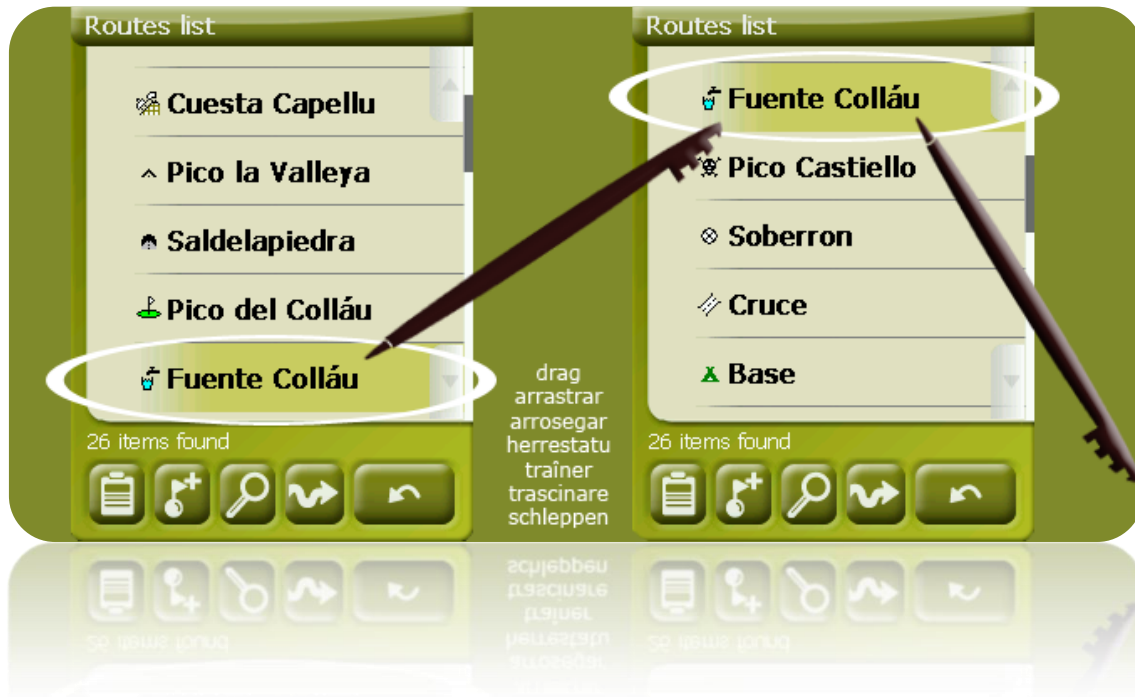 Routes list
Cuesta Capellu
Pico la Valleya
Saldelapiedra
Pico del Colláu
Fuente Colláu
26 items found
drag
arrastrar
arrosegar
herrestatu
traîner
trascinare
schleppen
Routes list
Fuente Colláu
Pico Castiello
Soberron
Cruce
Base
26 items found